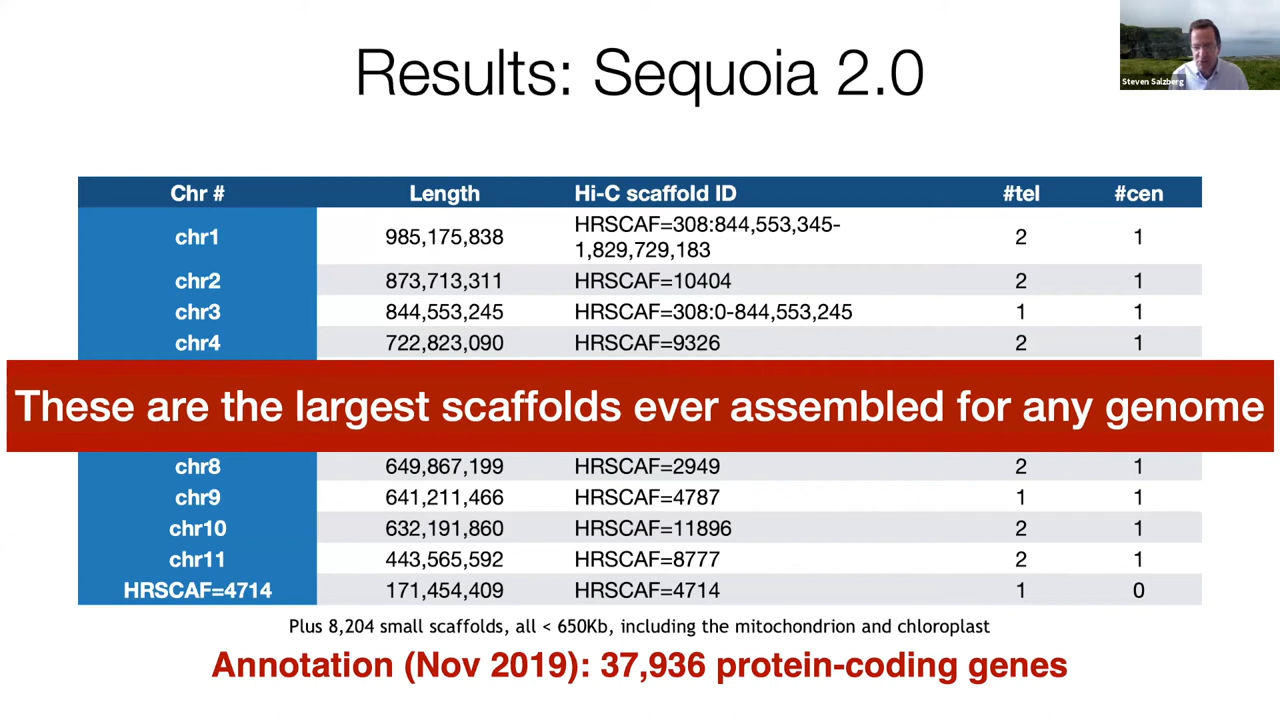 Results: Sequoia 2.0
Steven Salzberg
Chr # Length Hi-C scaffold ID #tel #cen
chr1 985,175,838 HRSCAF=308:844,553,345-
1,829,729,183 2 1
chr2 873,713,311 HRSCAF=10404 2 1
chr3 844,553,245 HRSCAF=308:0-844,553,245 1 1
chr4 722,823,090 HRSCAF=9326 2 1
These are the largest scaffolds ever assembled for any genome
chr8 649,867,199 HRSCAF=2949 2 1
chr9 641,211,466 HRSCAF=4787 1 1
chr10 632,191,860 HRSCAF=11896 2 1
chr11 443,565,592 HRSCAF=8777 2 1
HRSCAF=4714 171,454,409 HRSCAF=4714 1 0
Plus 8,204 small scaffolds, all < 650Kb, including the mitochondrion and chloroplast
Annotation (Nov 2019): 37,936 protein-coding genes